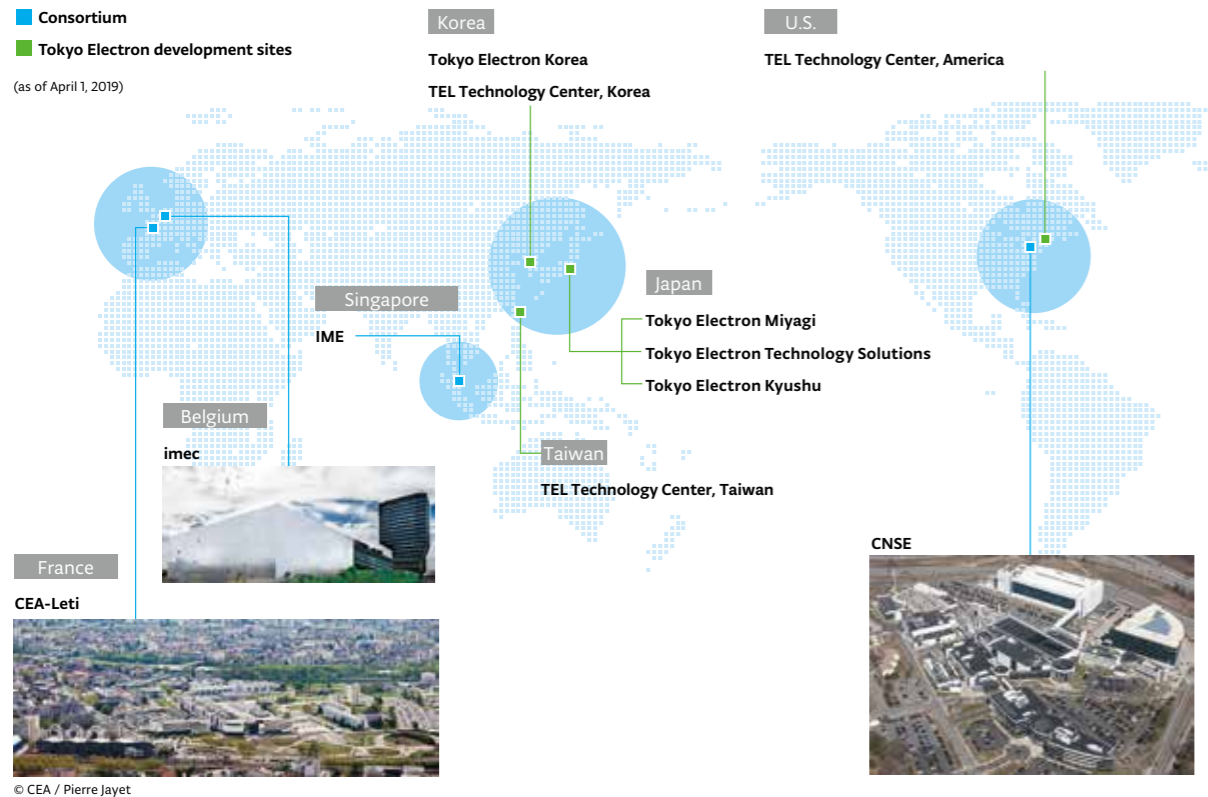 Consortium
Tokyo Electron development sites
(as of April 1, 2019)
Korea
Tokyo Electron Korea
TEL Technology Center, Korea
U.S.
TEL Technology Center, America
Singapore
IME
Japan
Tokyo Electron Miyagi
Tokyo Electron Technology Solutions
Tokyo Electron Kyushu
Belgium
imec
Taiwan
TEL Technology Center, Taiwan
France
CEA-Leti
CNSE
© CEA / Pierre Jayet